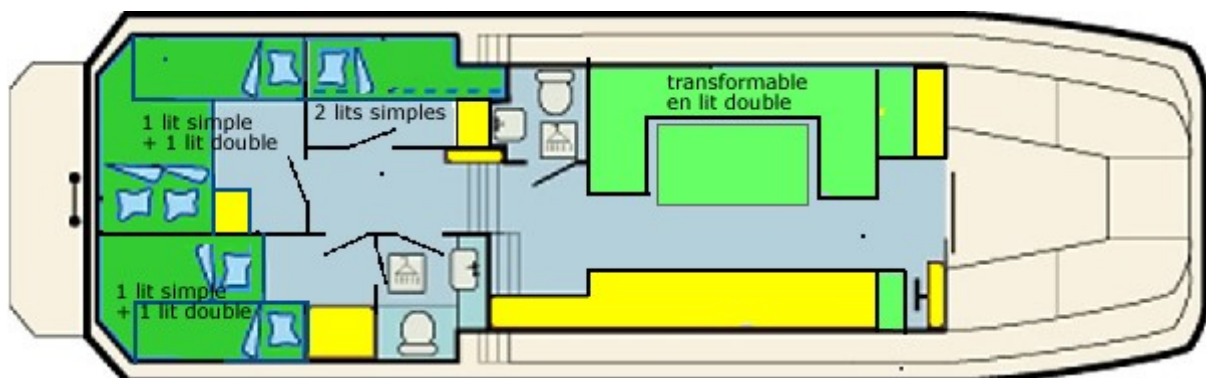 transformable
en lit double
2 lits simples
1 lit simple
+ 1 lit double
1 lit simple
+ 1 lit double